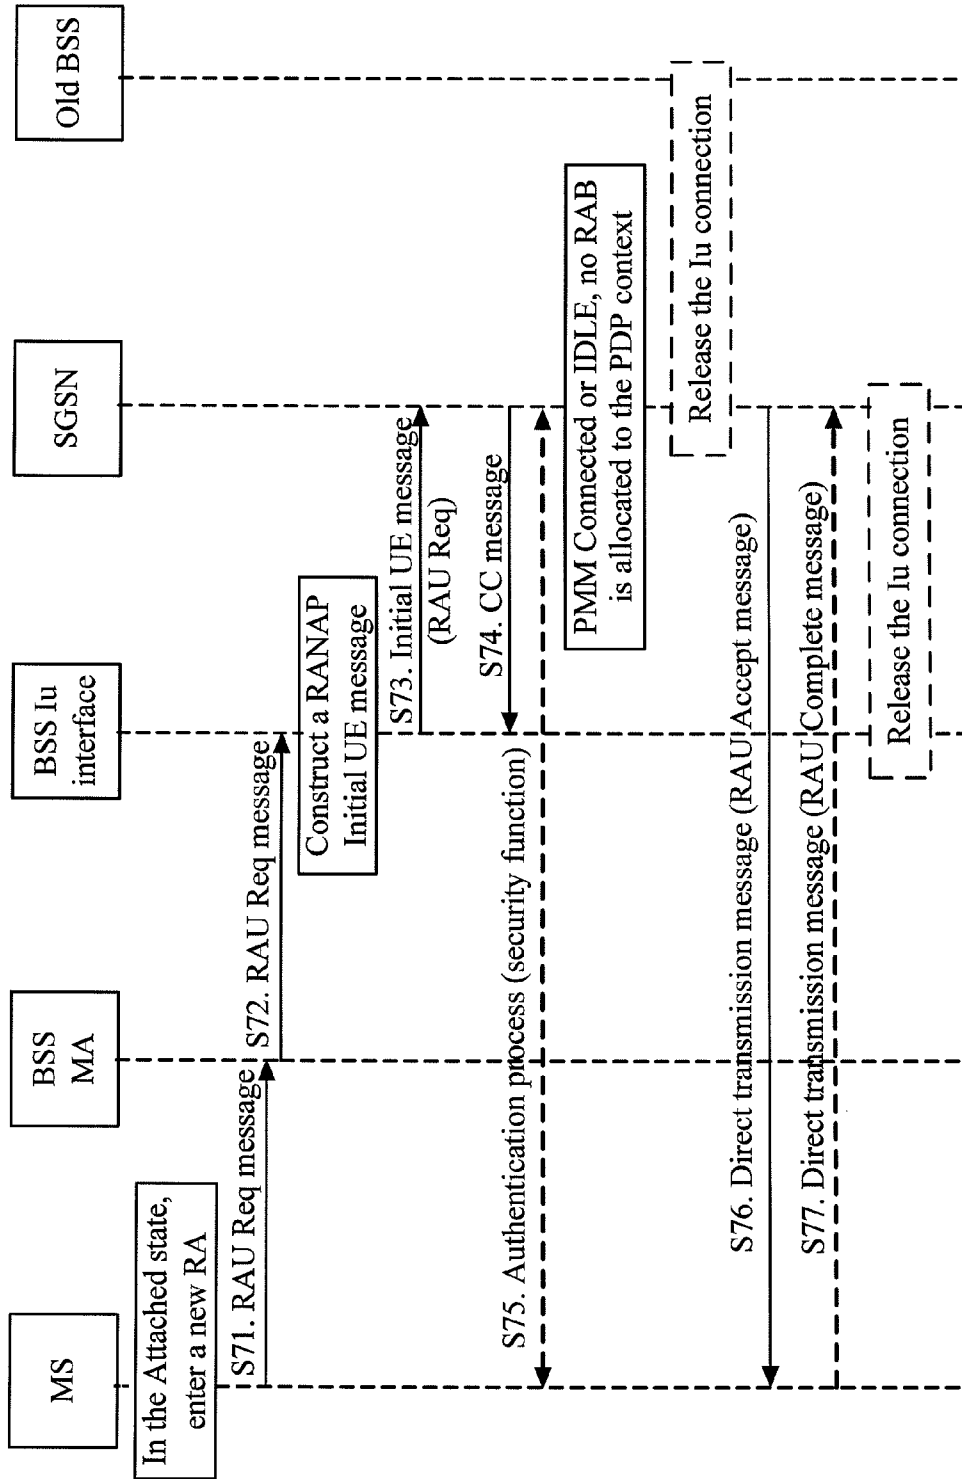 MS
BSS
MA
BSS Iu
interface
SGSN
Old BSS
In the Attached state,
enter a new RA
S71. RAU Req message
S72. RAU Req message
Construct a RANAP
Initial UE message
S73. Initial UE message
(RAU Req)
S74. CC message
S75. Authentication process (security function)
PMM Connected or IDLE, no RAB
is allocated to the PDP context
Release the Iu connection
S76. Direct transmission message (RAU Accept message)
S77. Direct transmission message (RAU Complete message)
Release the Iu connection